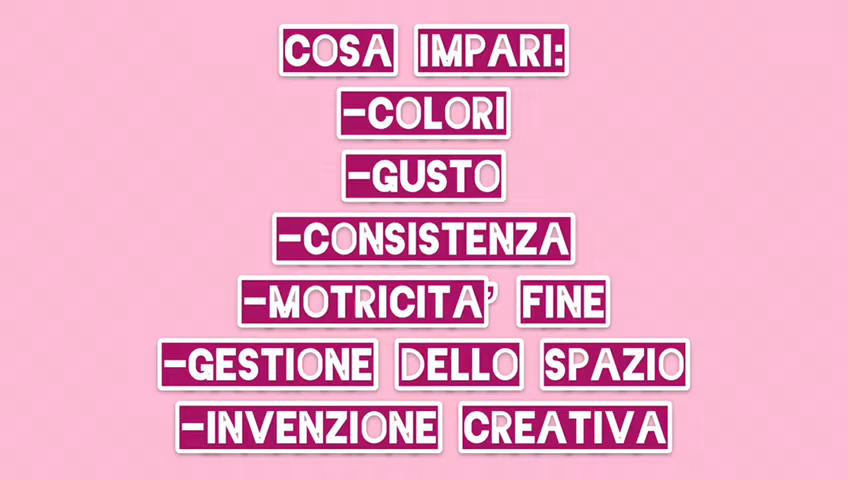 COSA IMPARI:
-COLORI
-GUSTO
-CONSISTENZA
-MOTRICITA' FINE
-GESTIONE DELLO SPAZIO
-INVENZIONE CREATIVA